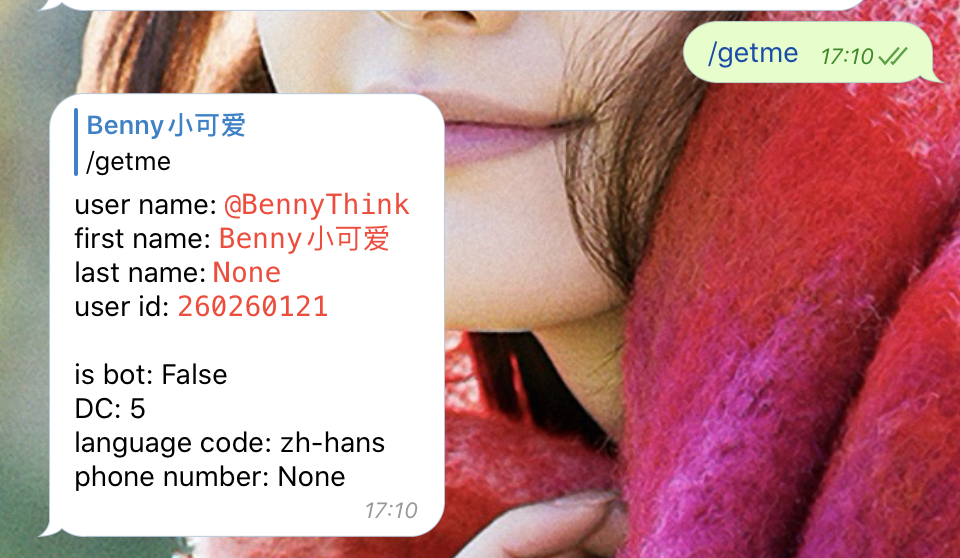 /getme 17:10
Benny小可爱
/getme
user name: @BennyThink
first name: Benny小可爱
last name: None
user id: 260260121
is bot: False
DC: 5
language code: zh-hans
phone number: None
17:10